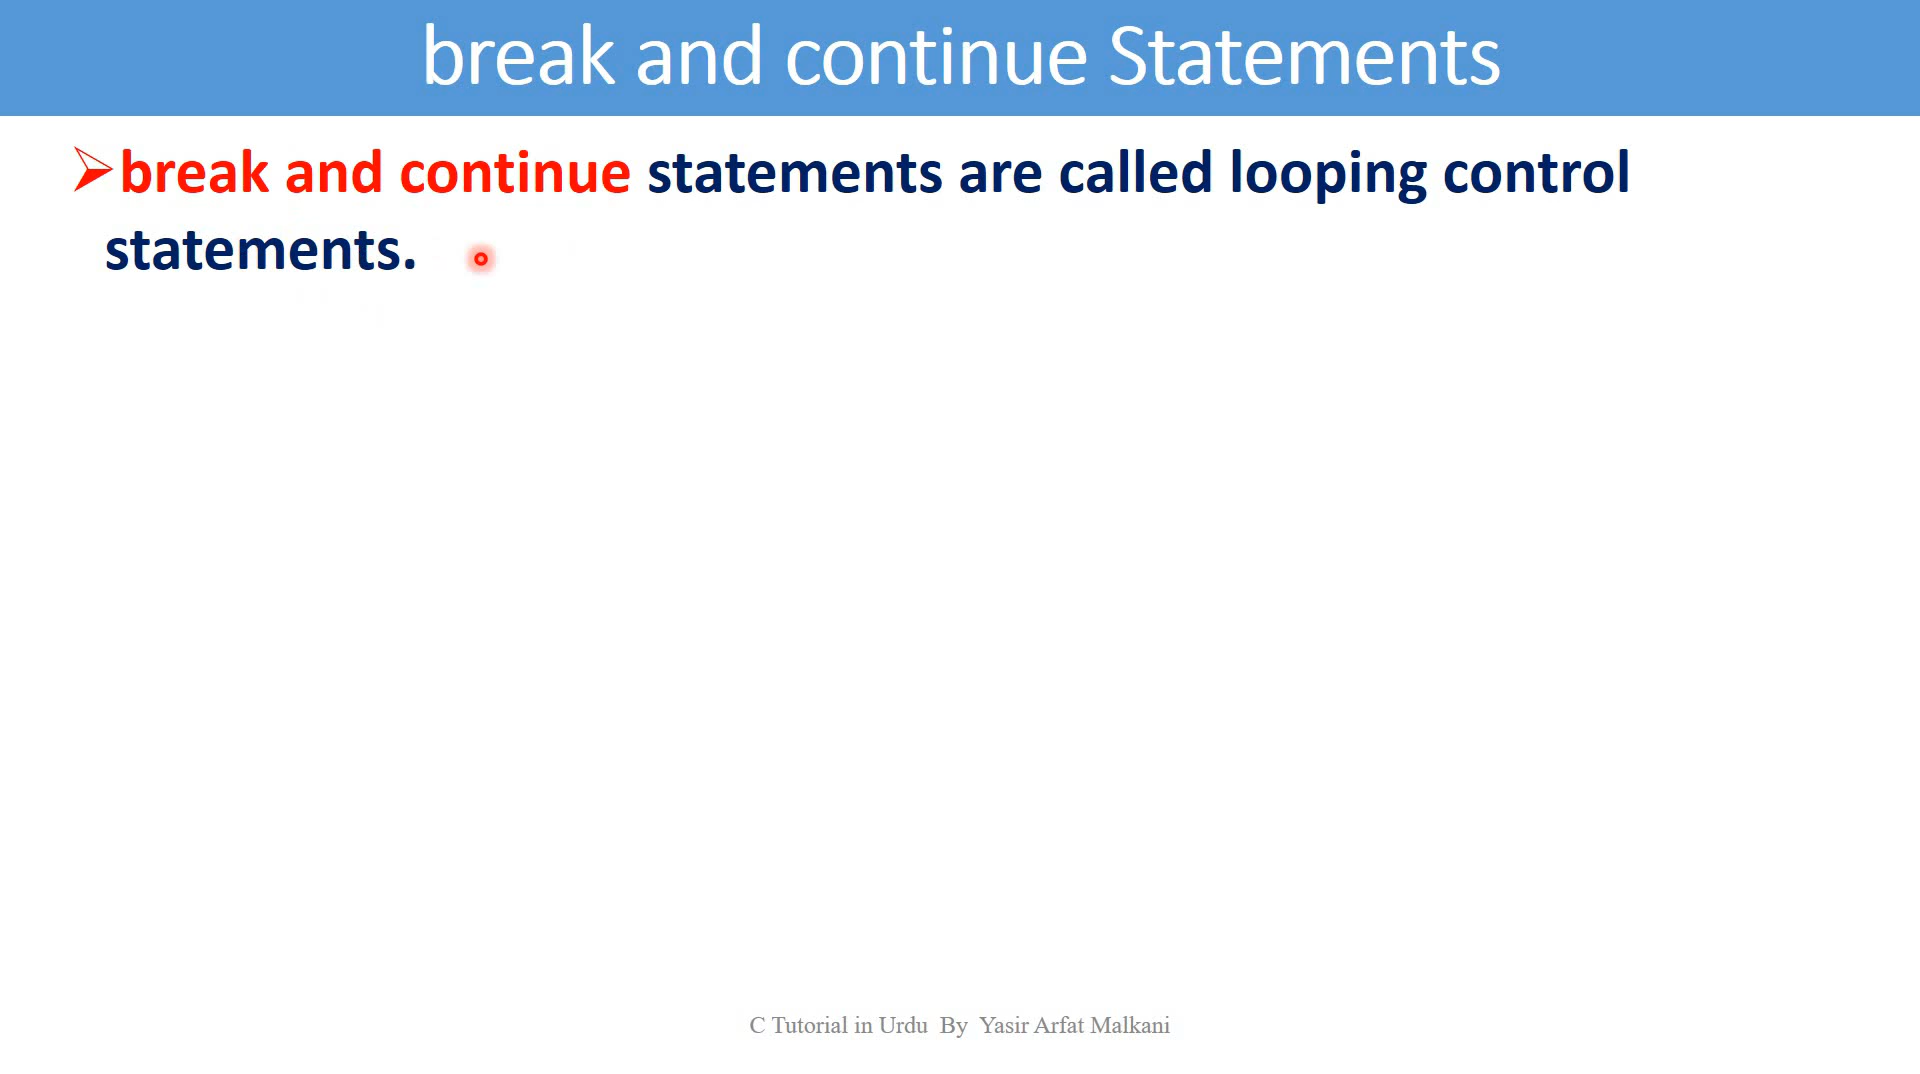 break and continue Statements
break and continue statements are called looping control
statements.
C Tutorial in Urdu By Yasir Arfat Malkani